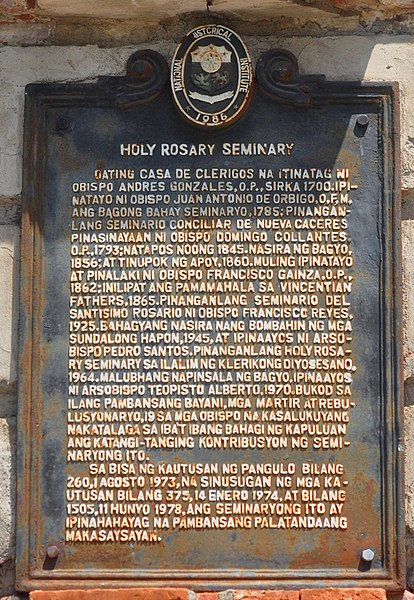 NATIONAL HISTORICAL INSTITUTE
1986
HOLY ROSARY SEMINARY
DATING CASA DE CLERIGOS NA ITINATAG NI
OBISPO ANDRES GONZALES, O.P., SIRKA 1700. IPI-
NATAYO NI OBISPO JUAN ANTONIO DE ORBIGO, O.F.M.
ANG BAGONG BAHAY SEMINARYO, 1785; PINANGAN-
LANG SEMINARIO CONCILIAR DE NUEVA CACERES
PINASINAYAAN NI OBISPO DOMINGO COLLANTES
O.P., 1793; NATAPOS NOONG 1845. NASIRA NG BAGYO,
1856; AT TINUPOK NG APOY, 1860. MULING IPINATAYO
AT PINALAKI NI OBISPO FRANCISCO GAINZA, O.P.,
1862; INILIPAT ANG PAMAMAHALA SA VINCENTIAN
FATHERS, 1865. PINANGANLANG SEMINARIO DEL
SANTISIMO ROSARIO NI OBISPO FRANCISCO REYES,
1925. BAHAGYANG NASIRA NANG BOMBAHIN NG MGA
SUNDALONG HAPON, 1945, AT IPINAAYOS NI ARSO-
BISPO PEDRO SANTOS. PINANGANLANG HOLY ROSA-
RY SEMINARY SA ILALIM NG KLERIKONG DIYOSESANO,
1964. MALUBHANG NAPINSALA NG BAGYO, IPINAAYOS
NI ARSOBISPO TEOPISTO ALBERTO, 1970. BUKOD SA
ILANG PAMBANSANG BAYANI, MGA MARTIR AT REBU-
LUSYUNARYO, 19 SA MGA OBISPO NA KASALUKUYANG
NAKATALAGA SA IBAT IBANG BAHAGI NG KAPULUAN
ANG KATANGI-TANGING KONTRIBUSYON NG SEMI-
NARYONG ITO.
SA BISA NG KAUTUSAN NG PANGULO BILANG
260, 1 AGOSTO 1973, NA SINUSUGAN NG MGA KA-
UTUSAN BILANG 375, 14 ENERO 1974, AT BILANG
1505, 11 HUNYO 1978, ANG SEMINARYONG ITO AY
IPINAHAHAYAG NA PAMBANSANG PALATANDAANG
MAKASAYSAYAN.